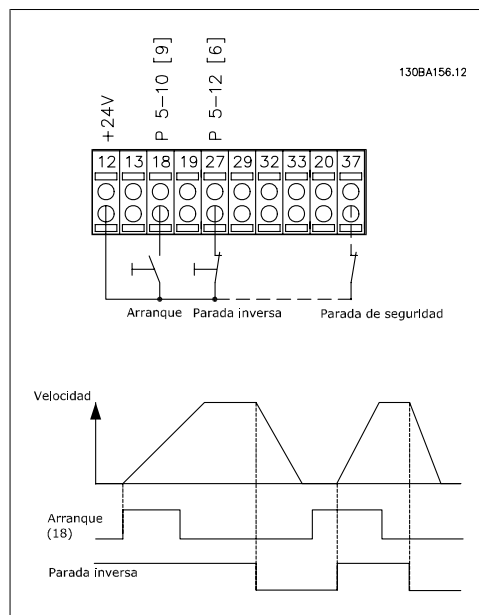 +24V
P 5-10 [9]
P 5-12 [6]
130BA156.12
12 13 18 19 27 29 32 33 20 37
Arranque Parada inversa Parada de seguridad
Velocidad
Arranque
(18)
Parada inversa